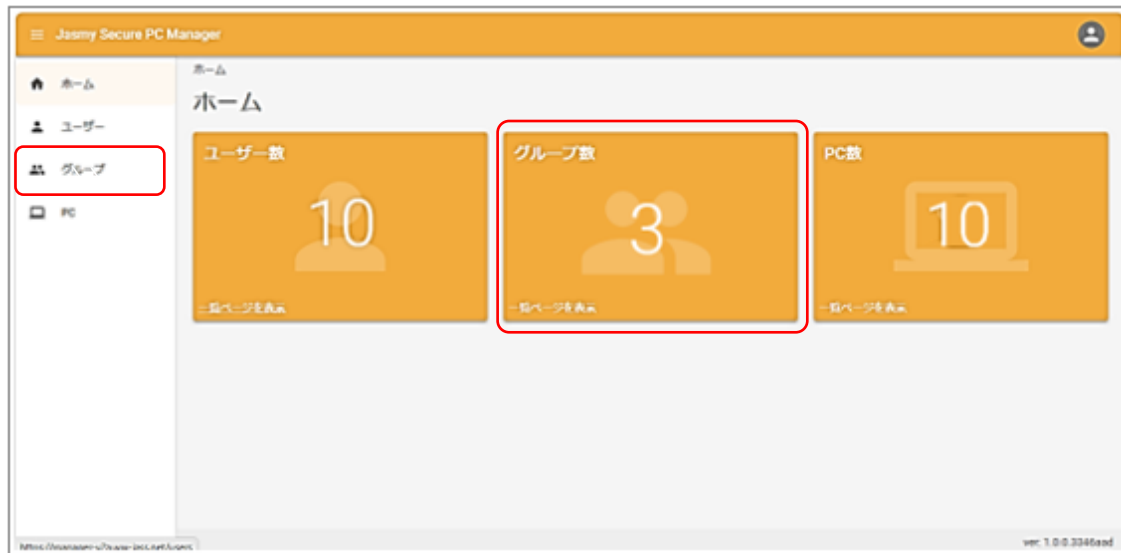 Jasmy Secure PC Manager
ホーム
ユーザー
グループ
PC
ホーム
ホーム
ユーザー数
10
一覧ページを表示
グループ数
3
一覧ページを表示
PC数
10
一覧ページを表示
ver. 1.0.0.3346aad